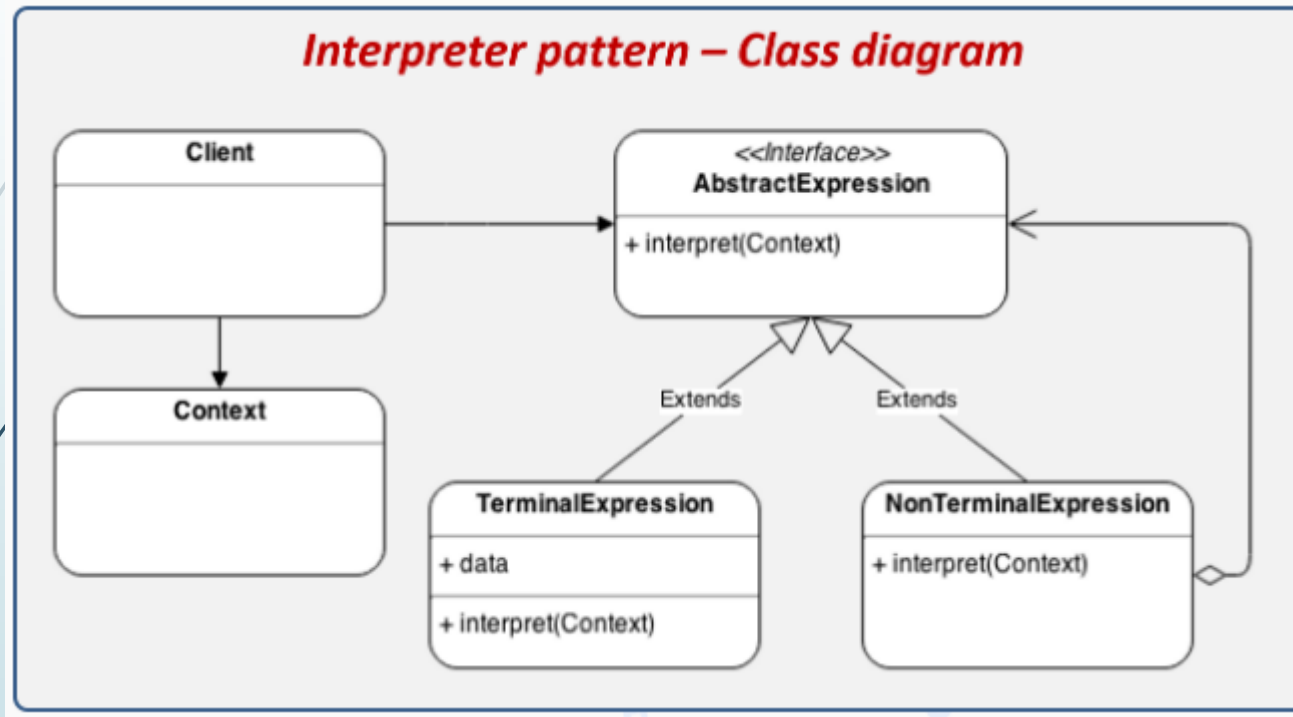 Interpreter pattern – Class diagram
Client
<<Interface>>
AbstractExpression
+ interpret(Context)
Context
Extends
Extends
TerminalExpression
+ data
+ interpret(Context)
NonTerminalExpression
+ interpret(Context)